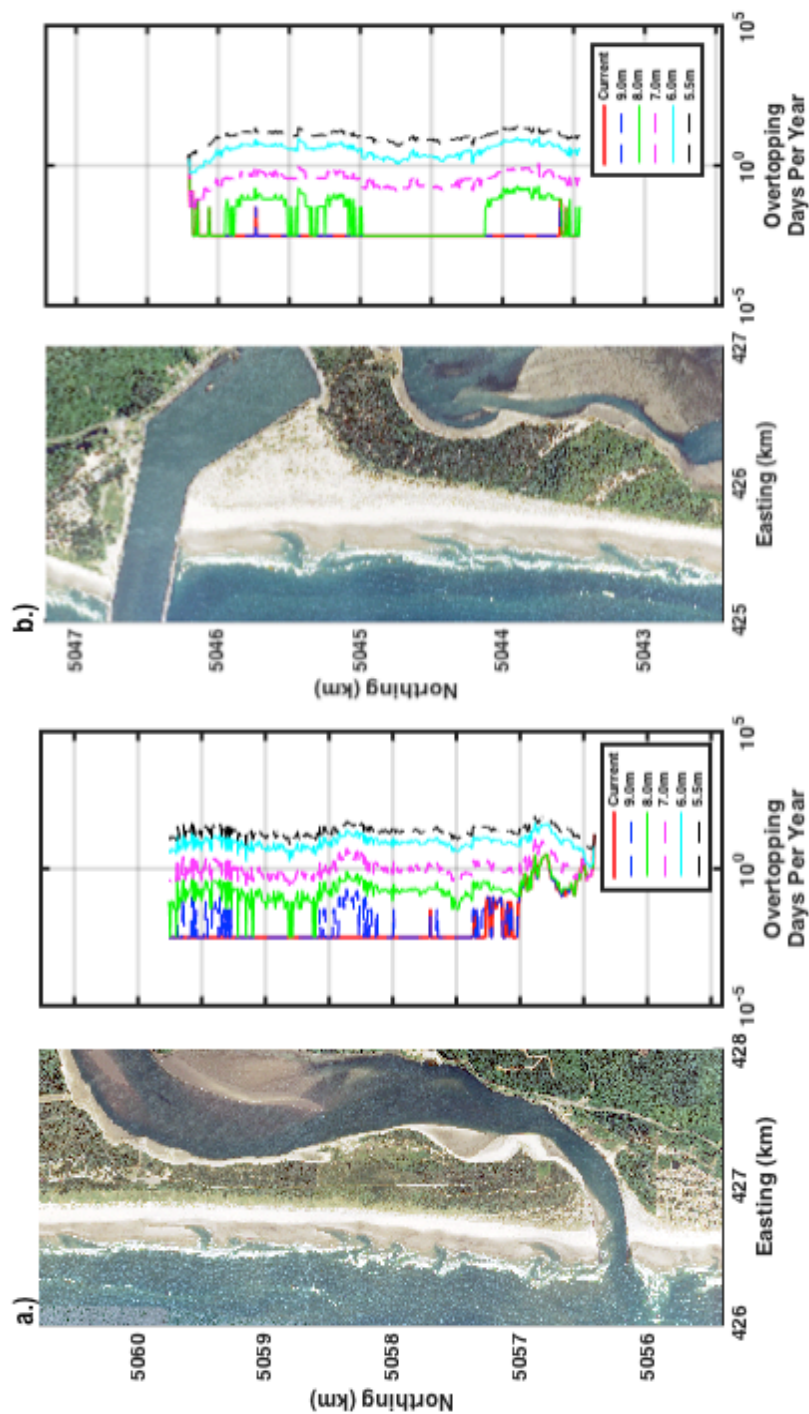 a.)
Northing (km)
5060
5059
5058
5057
5056
426
427
428
Easting (km)
10^-5
10^0
10^5
Overtopping
Days Per Year
Current
9.0m
8.0m
7.0m
6.0m
5.5m
b.)
Northing (km)
5047
5046
5045
5044
5043
425
426
427
Easting (km)
10^-5
10^0
10^5
Overtopping
Days Per Year
Current
9.0m
8.0m
7.0m
6.0m
5.5m